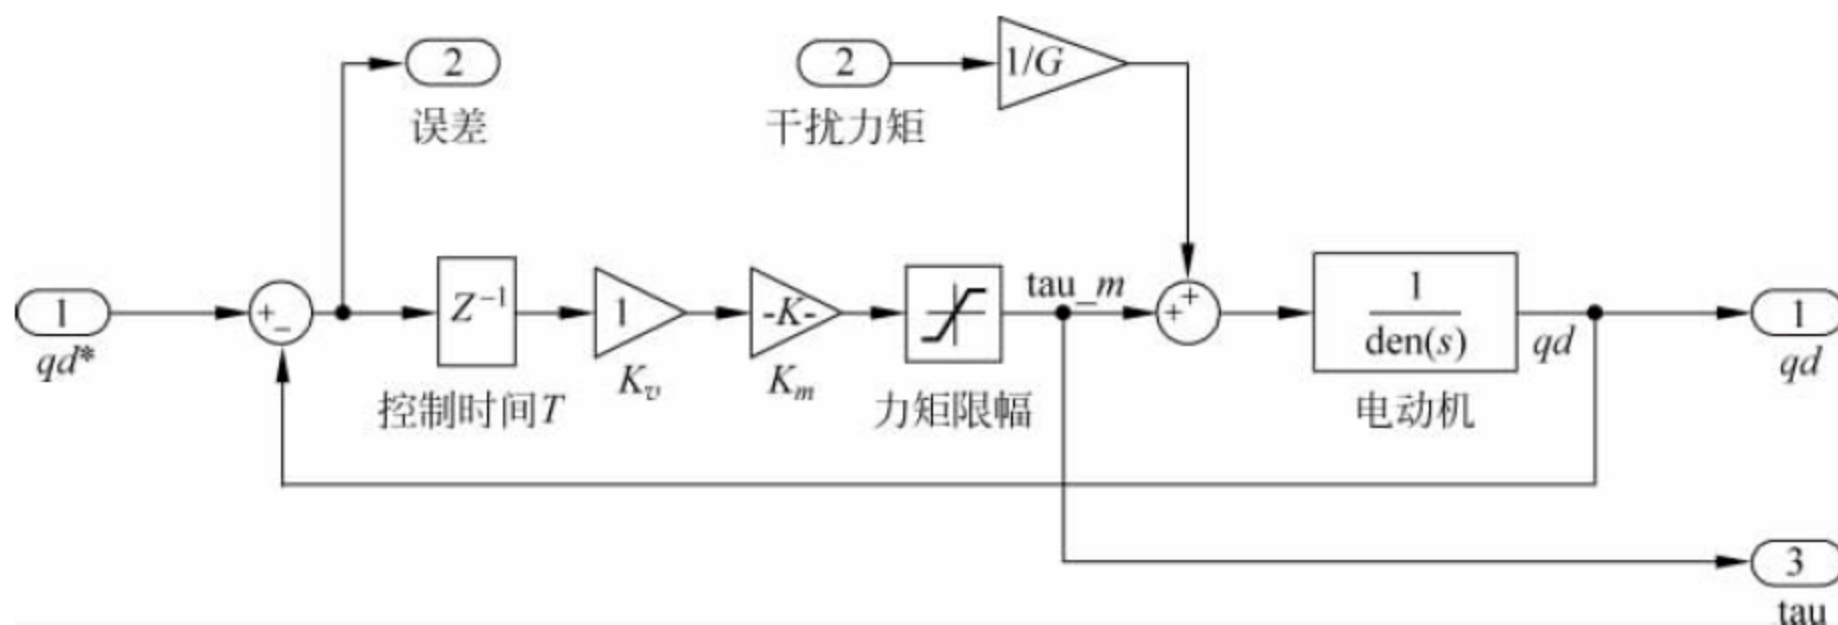 2
误差
2
干扰力矩
1/G
1
qd*
+
−
Z⁻¹
控制时间T
1
Kᵥ
-K-
Kₘ
力矩限幅
tau_m
+
+
1
den(s)
电动机
qd
1
qd
3
tau